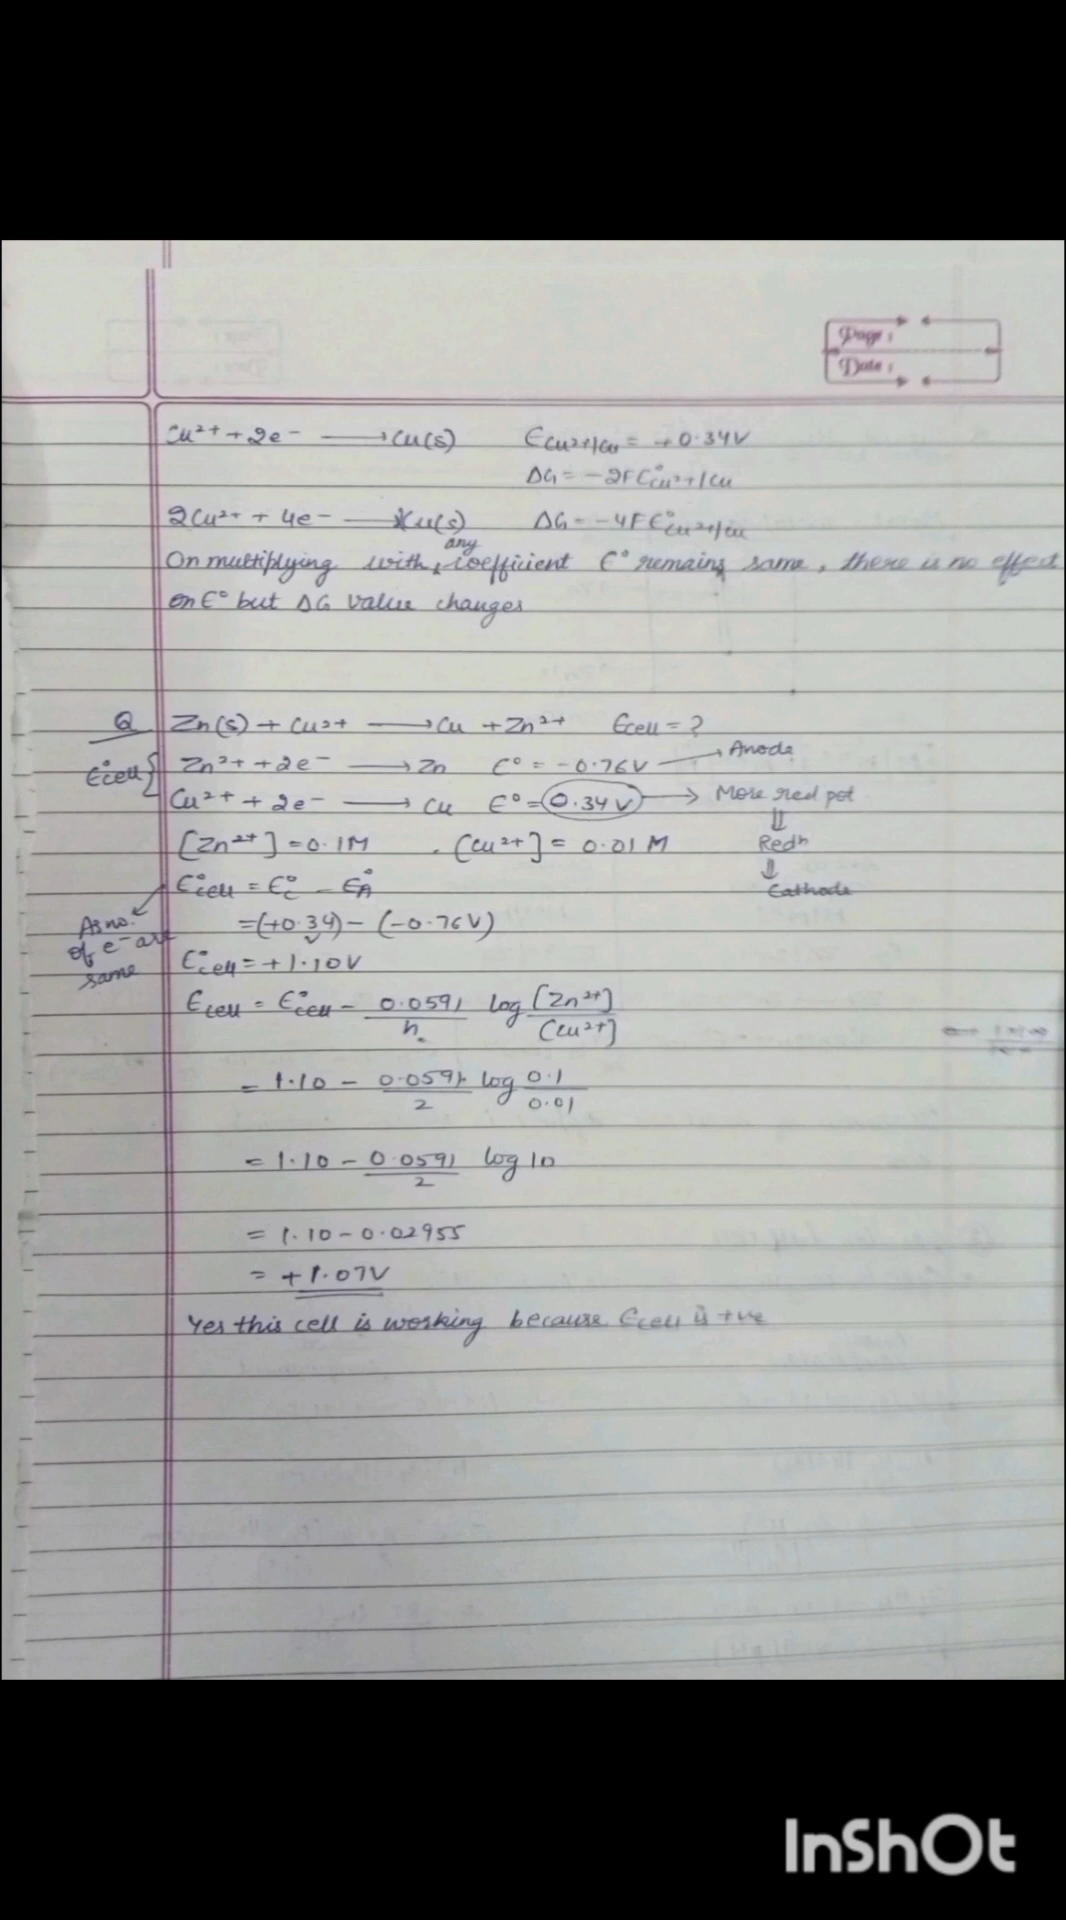 Page :
Date :
Cu²⁺ + 2e⁻ ⟶ Cu(s) E Cu²⁺/Cu = +0.34V
ΔG = -2FE°Cu²⁺/Cu
2Cu²⁺ + 4e⁻ ⟶ Cu(s) ΔG = -4FE°Cu²⁺/Cu
On multiplying with any coefficient E° remains same, there is no effect
on E° but ΔG value changes
Q Zn(s) + Cu²⁺ ⟶ Cu + Zn²⁺ Ecell = ?
E°cell { Zn²⁺ + 2e⁻ ⟶ Zn E° = -0.76V → Anode
Cu²⁺ + 2e⁻ ⟶ Cu E° = 0.34V → More red pot
⇓
[Zn²⁺] = 0.1M . [Cu²⁺] = 0.01M Redn
⇓
Cathode
E°cell = E°C - E°A
As no. of e⁻ are same
= (+0.34) - (-0.76V)
E°cell = +1.10V
Ecell = E°cell - 0.0591/n log [Zn²⁺]/[Cu²⁺]
= 1.10 - 0.0591/2 log 0.1/0.01
= 1.10 - 0.0591/2 log 10
= 1.10 - 0.02955
= +1.07V
Yes this cell is working because Ecell is +ve
InShOt